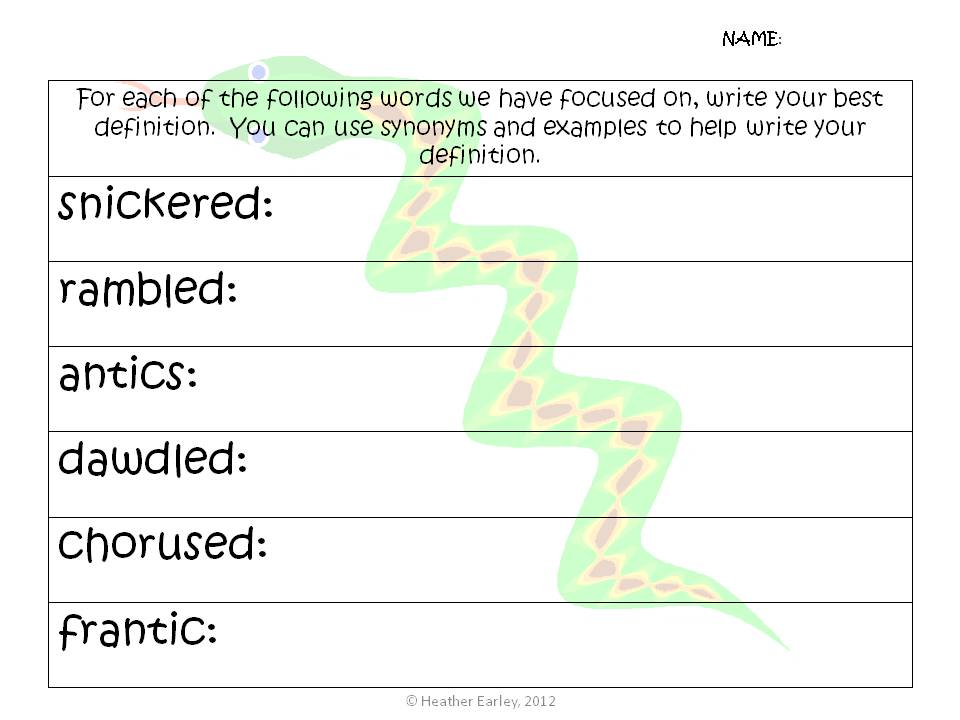 NAME:
For each of the following words we have focused on, write your best
definition.  You can use synonyms and examples to help write your
definition.
snickered:
rambled:
antics:
dawdled:
chorused:
frantic:
© Heather Earley, 2012